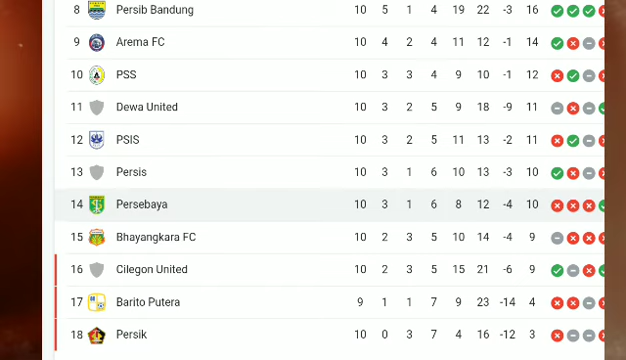 8 Persib Bandung 10 5 1 4 19 22 -3 16
9 Arema FC 10 4 2 4 11 12 -1 14
10 PSS 10 3 3 4 9 10 -1 12
11 Dewa United 10 3 2 5 9 18 -9 11
12 PSIS 10 3 2 5 11 13 -2 11
13 Persis 10 3 1 6 10 13 -3 10
14 Persebaya 10 3 1 6 8 12 -4 10
15 Bhayangkara FC 10 2 3 5 10 14 -4 9
16 Cilegon United 10 2 3 5 15 21 -6 9
17 Barito Putera 9 1 1 7 9 23 -14 4
18 Persik 10 0 3 7 4 16 -12 3